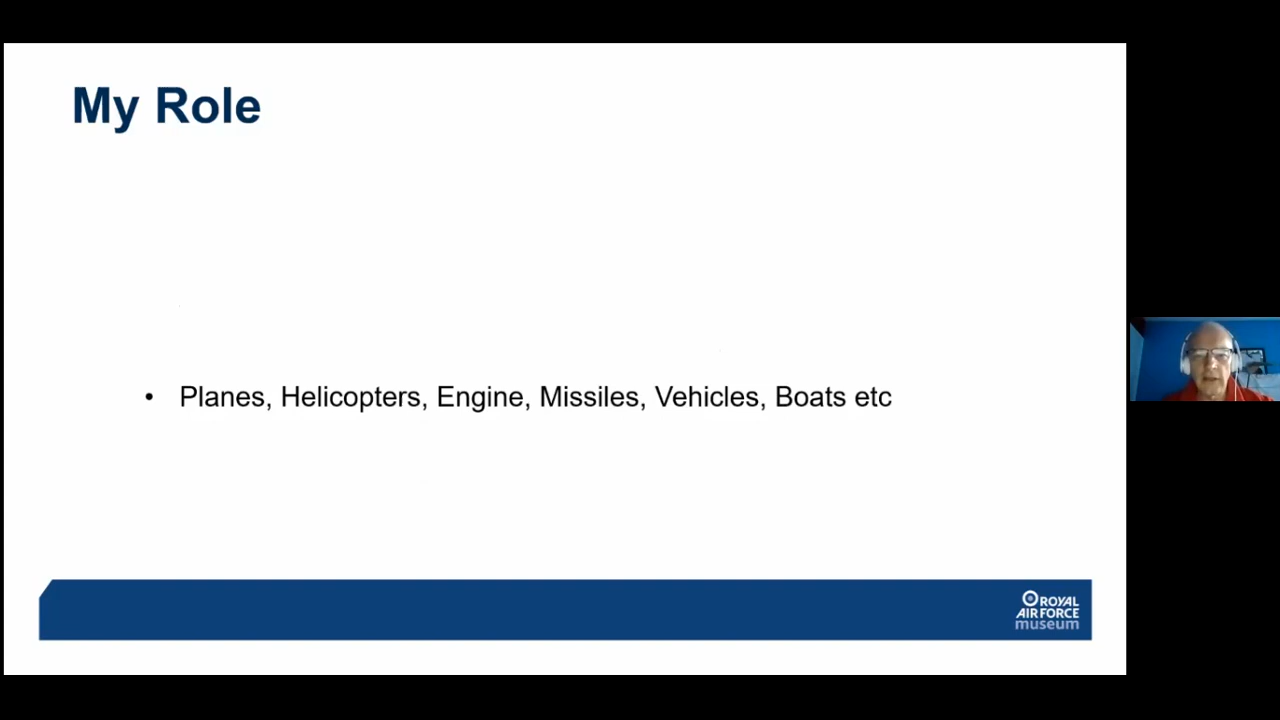 My Role
• Planes, Helicopters, Engine, Missiles, Vehicles, Boats etc
ROYAL
AIR FORCE
museum